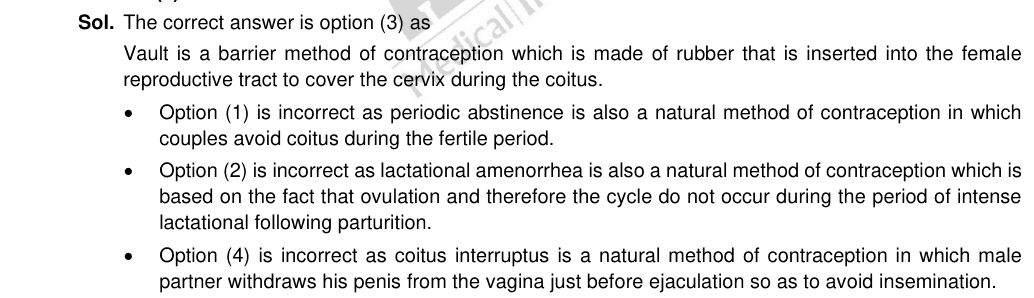 Sol. The correct answer is option (3) as
Vault is a barrier method of contraception which is made of rubber that is inserted into the female
reproductive tract to cover the cervix during the coitus.
• Option (1) is incorrect as periodic abstinence is also a natural method of contraception in which
couples avoid coitus during the fertile period.
• Option (2) is incorrect as lactational amenorrhea is also a natural method of contraception which is
based on the fact that ovulation and therefore the cycle do not occur during the period of intense
lactational following parturition.
• Option (4) is incorrect as coitus interruptus is a natural method of contraception in which male
partner withdraws his penis from the vagina just before ejaculation so as to avoid insemination.
Medical